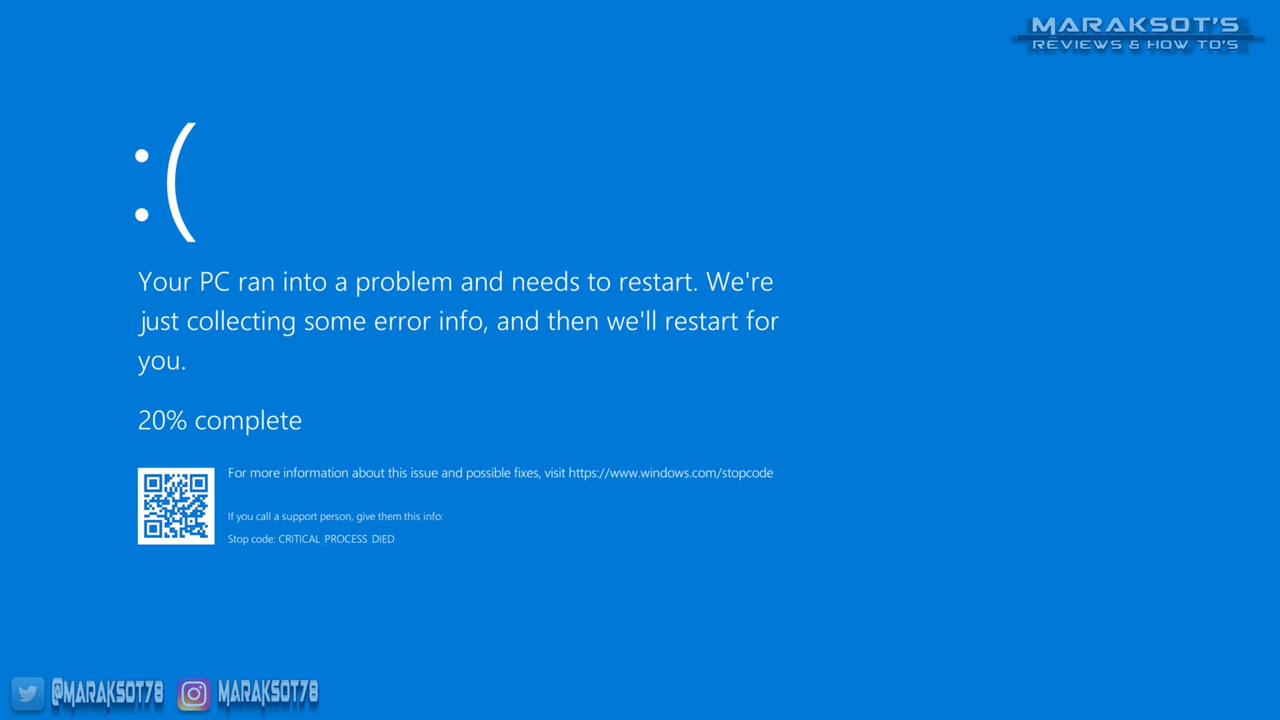 MARAKSOT'S
REVIEWS & HOW TO'S
:(
Your PC ran into a problem and needs to restart. We're
just collecting some error info, and then we'll restart for
you.
20% complete
For more information about this issue and possible fixes, visit https://www.windows.com/stopcode
If you call a support person, give them this info:
Stop code: CRITICAL_PROCESS_DIED
@MARAKSOT78 MARAKSOT78